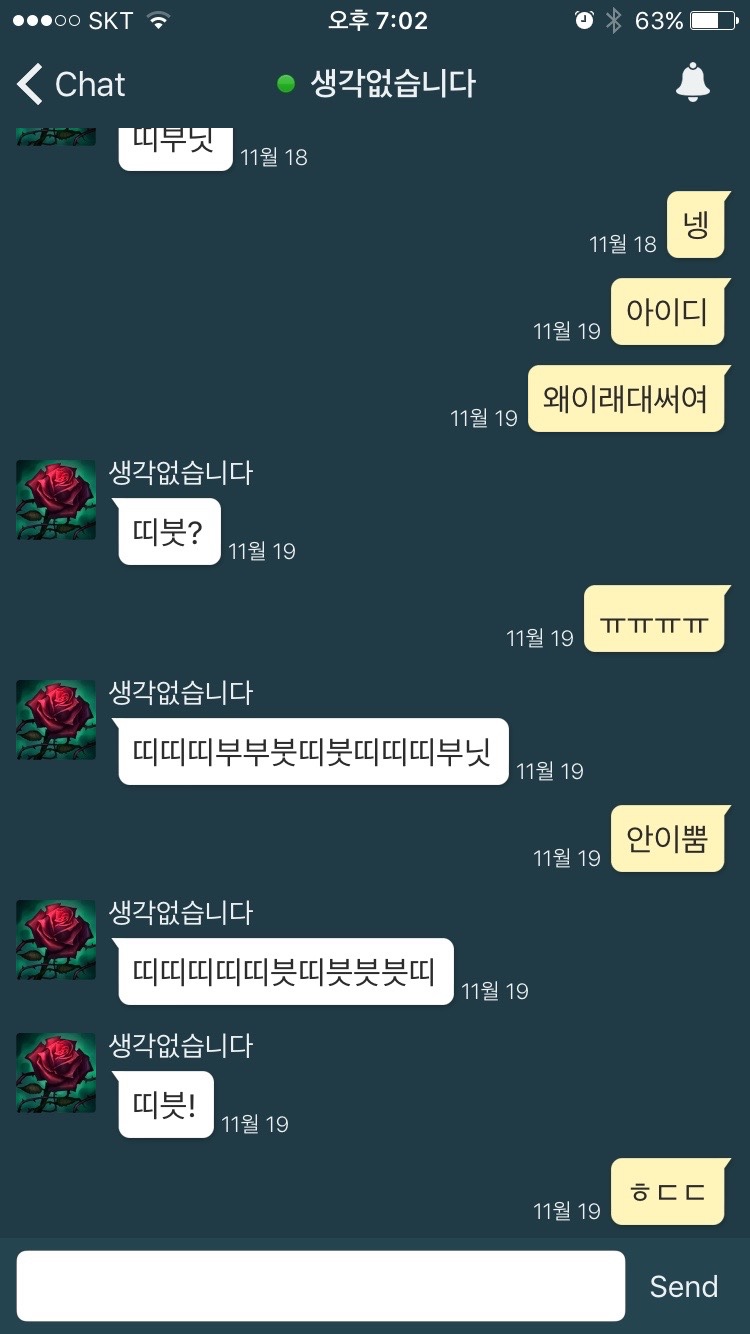 SKT 오후 7:02 63%
Chat 생각없습니다
띠부닛 11월 18
11월 18 넹
11월 19 아이디
11월 19 왜이래대써여
생각없습니다
띠붓? 11월 19
11월 19 ㅠㅠㅠㅠ
생각없습니다
띠띠띠부부붓띠붓띠띠띠부닛 11월 19
11월 19 안이뿜
생각없습니다
띠띠띠띠띠븟띠븟븟븟띠 11월 19
생각없습니다
띠븟! 11월 19
11월 19 ㅎㄷㄷ
Send